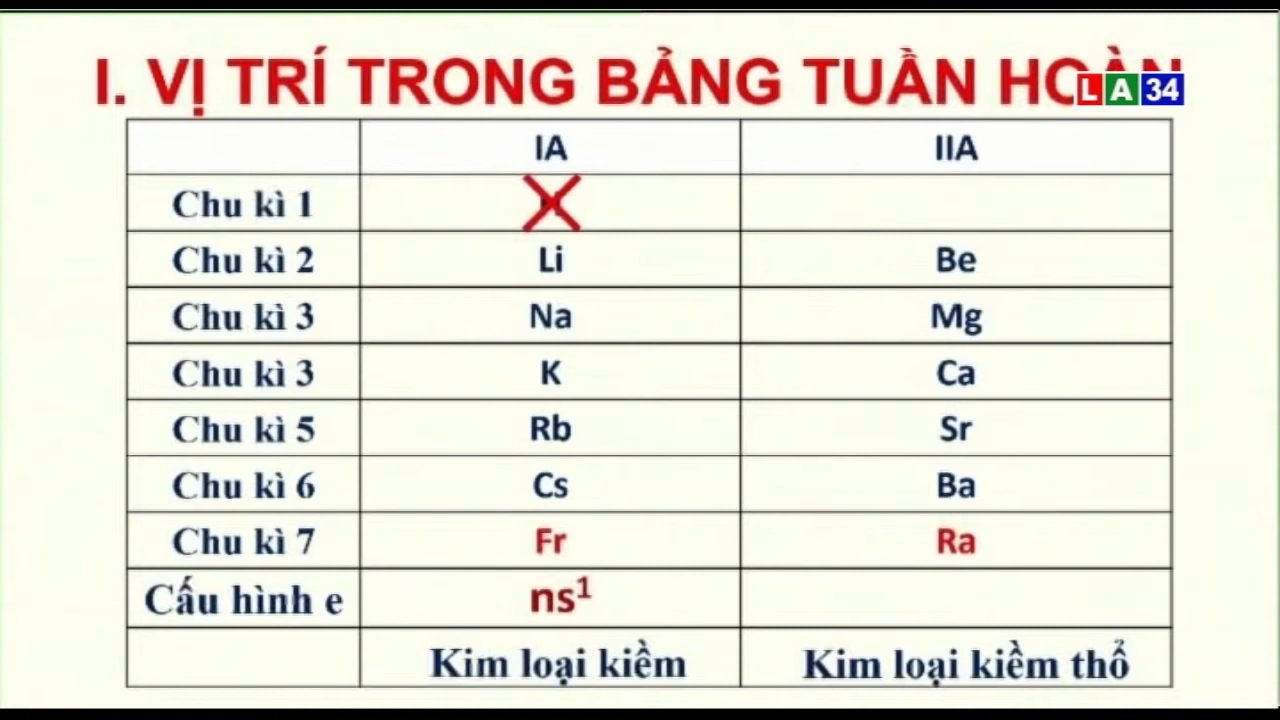 I. VỊ TRÍ TRONG BẢNG TUẦN HOÀN
LA34
IA IIA
Chu kì 1
Chu kì 2 Li Be
Chu kì 3 Na Mg
Chu kì 3 K Ca
Chu kì 5 Rb Sr
Chu kì 6 Cs Ba
Chu kì 7 Fr Ra
Cấu hình e ns¹
Kim loại kiềm Kim loại kiềm thổ